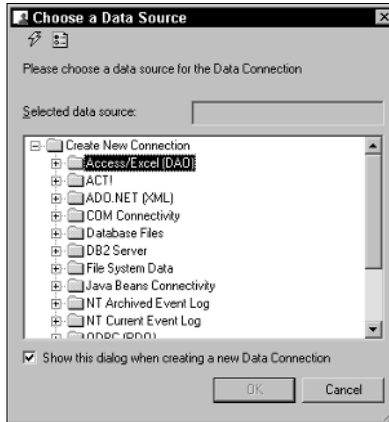 Choose a Data Source
Please choose a data source for the Data Connection
Selected data source:
Create New Connection
Access/Excel (DAO)
ACT!
ADO.NET (XML)
COM Connectivity
Database Files
DB2 Server
File System Data
Java Beans Connectivity
NT Archived Event Log
NT Current Event Log
ODBC (RDO)
Show this dialog when creating a new Data Connection
OK
Cancel